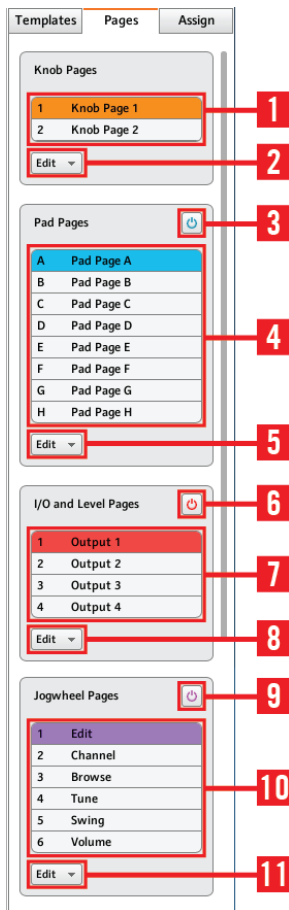 Templates Pages Assign
Knob Pages
1 Knob Page 1
1
2 Knob Page 2
Edit
2
Pad Pages
3
A Pad Page A
B Pad Page B
C Pad Page C
D Pad Page D
4
E Pad Page E
F Pad Page F
G Pad Page G
H Pad Page H
Edit
5
I/O and Level Pages
6
1 Output 1
2 Output 2
7
3 Output 3
4 Output 4
Edit
8
Jogwheel Pages
9
1 Edit
2 Channel
3 Browse
10
4 Tune
5 Swing
6 Volume
Edit
11